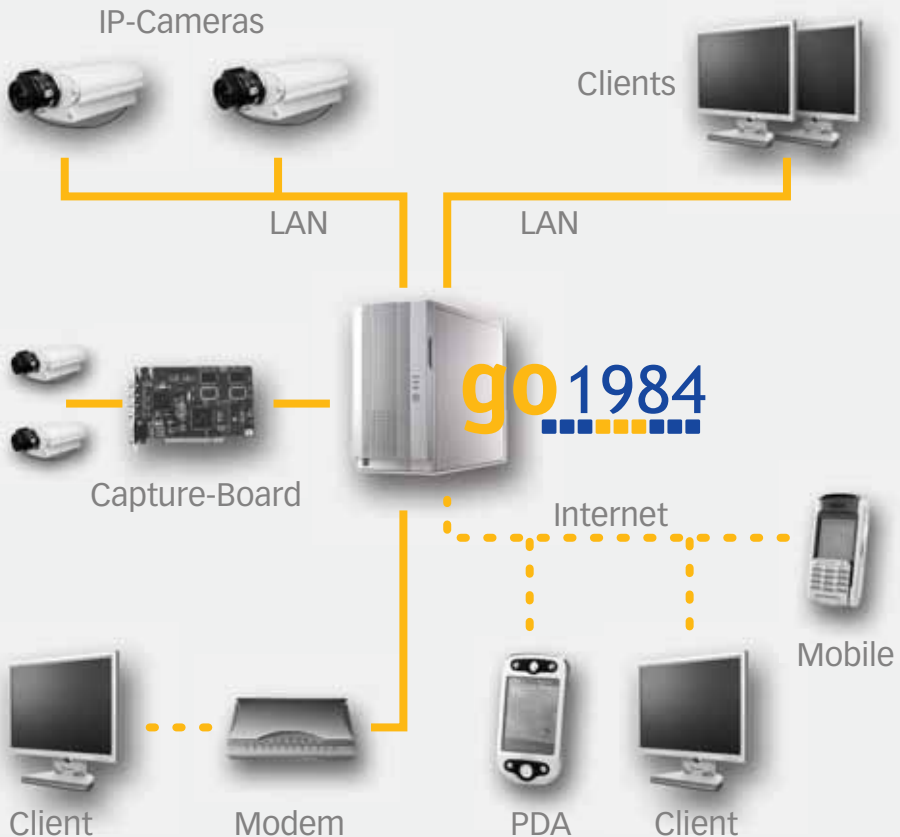 IP-Cameras
Clients
LAN
LAN
go1984
Capture-Board
Internet
Mobile
Client
Modem
PDA
Client